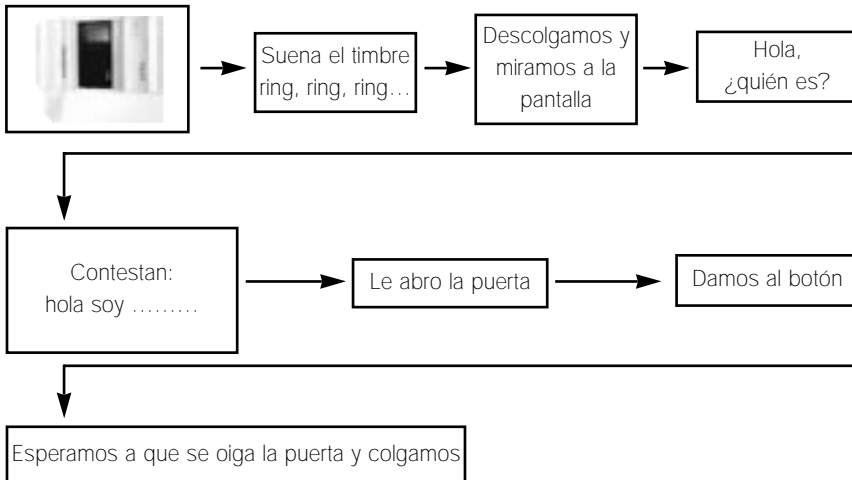 Suena el timbre
ring, ring, ring...
Descolgamos y
miramos a la
pantalla
Hola,
¿quién es?
Contestan:
hola soy .........
Le abro la puerta
Damos al botón
Esperamos a que se oiga la puerta y colgamos